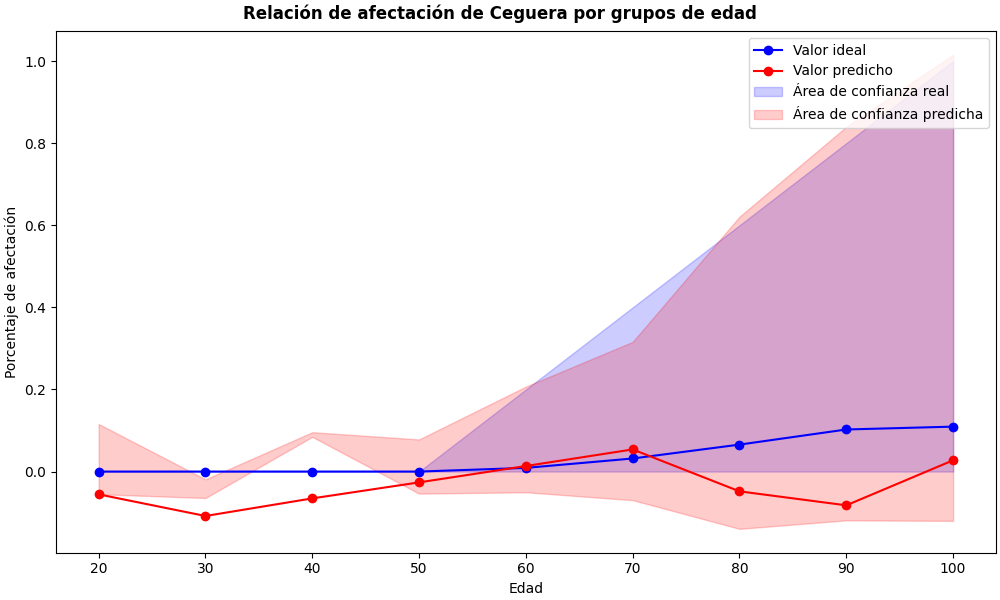 Relación de afectación de Ceguera por grupos de edad
Valor ideal
Valor predicho
Área de confianza real
Área de confianza predicha
Porcentaje de afectación
1.0
0.8
0.6
0.4
0.2
0.0
20 30 40 50 60 70 80 90 100
Edad